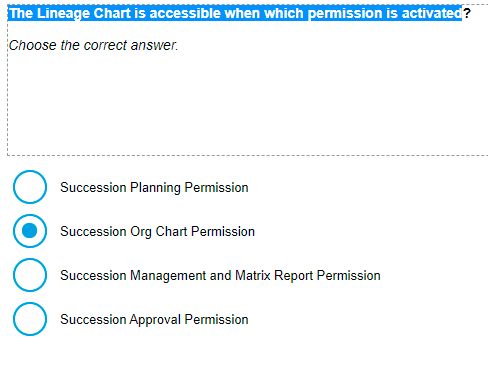 The Lineage Chart is accessible when which permission is activated?
Choose the correct answer.
Succession Planning Permission
Succession Org Chart Permission
Succession Management and Matrix Report Permission
Succession Approval Permission